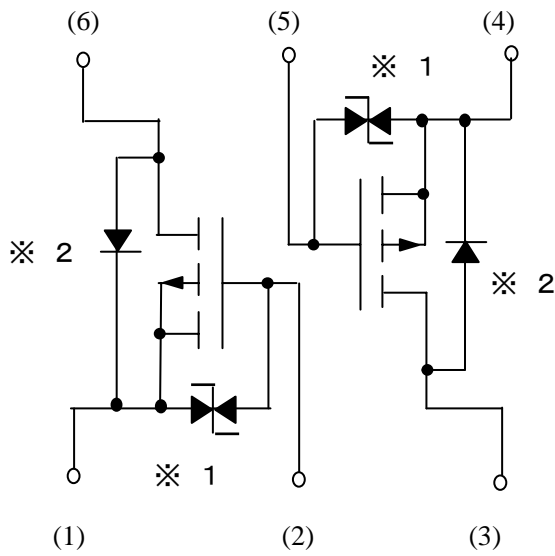 (6) (5) (4)
※ 1
※ 2
※ 2
※ 1
(1) (2) (3)